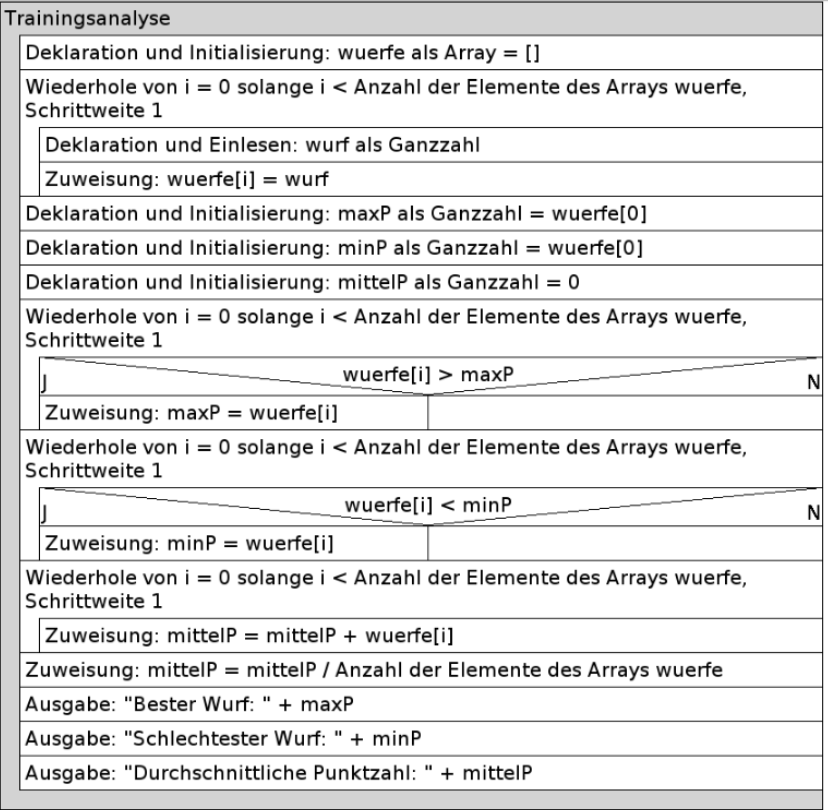 Trainingsanalyse
Deklaration und Initialisierung: wuerfe als Array = []
Wiederhole von i = 0 solange i < Anzahl der Elemente des Arrays wuerfe,
Schrittweite 1
Deklaration und Einlesen: wurf als Ganzzahl
Zuweisung: wuerfe[i] = wurf
Deklaration und Initialisierung: maxP als Ganzzahl = wuerfe[0]
Deklaration und Initialisierung: minP als Ganzzahl = wuerfe[0]
Deklaration und Initialisierung: mittelP als Ganzzahl = 0
Wiederhole von i = 0 solange i < Anzahl der Elemente des Arrays wuerfe,
Schrittweite 1
wuerfe[i] > maxP
J N
Zuweisung: maxP = wuerfe[i]
Wiederhole von i = 0 solange i < Anzahl der Elemente des Arrays wuerfe,
Schrittweite 1
wuerfe[i] < minP
J N
Zuweisung: minP = wuerfe[i]
Wiederhole von i = 0 solange i < Anzahl der Elemente des Arrays wuerfe,
Schrittweite 1
Zuweisung: mittelP = mittelP + wuerfe[i]
Zuweisung: mittelP = mittelP / Anzahl der Elemente des Arrays wuerfe
Ausgabe: "Bester Wurf: " + maxP
Ausgabe: "Schlechtester Wurf: " + minP
Ausgabe: "Durchschnittliche Punktzahl: " + mittelP